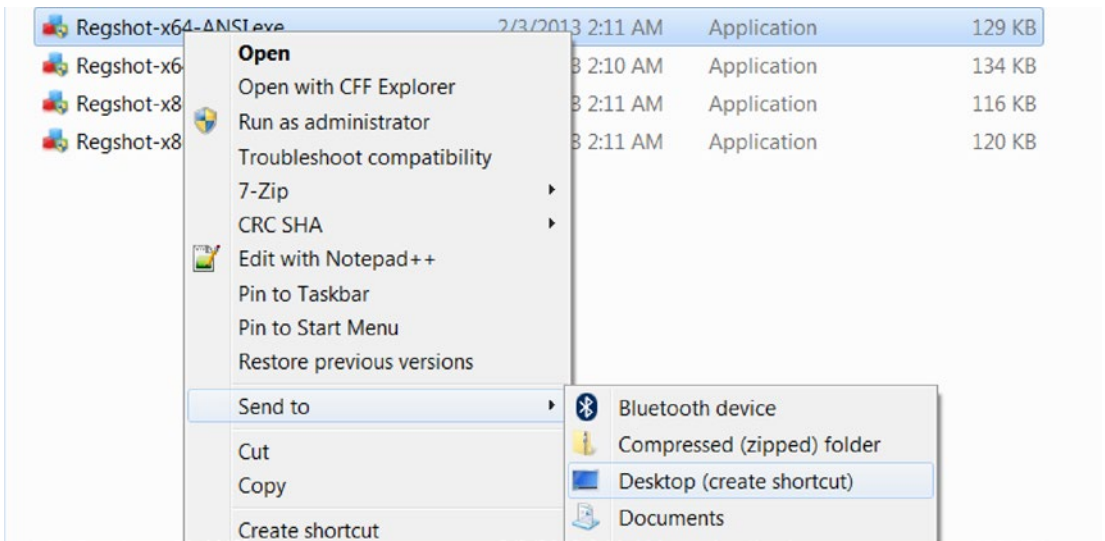 Regshot-x64-ANSI.exe 2/3/2013 2:11 AM Application 129 KB
Regshot-x6 3 2:10 AM Application 134 KB
Regshot-x8 3 2:11 AM Application 116 KB
Regshot-x8 3 2:11 AM Application 120 KB
Open
Open with CFF Explorer
Run as administrator
Troubleshoot compatibility
7-Zip
CRC SHA
Edit with Notepad++
Pin to Taskbar
Pin to Start Menu
Restore previous versions
Send to
Cut
Copy
Create shortcut
Bluetooth device
Compressed (zipped) folder
Desktop (create shortcut)
Documents